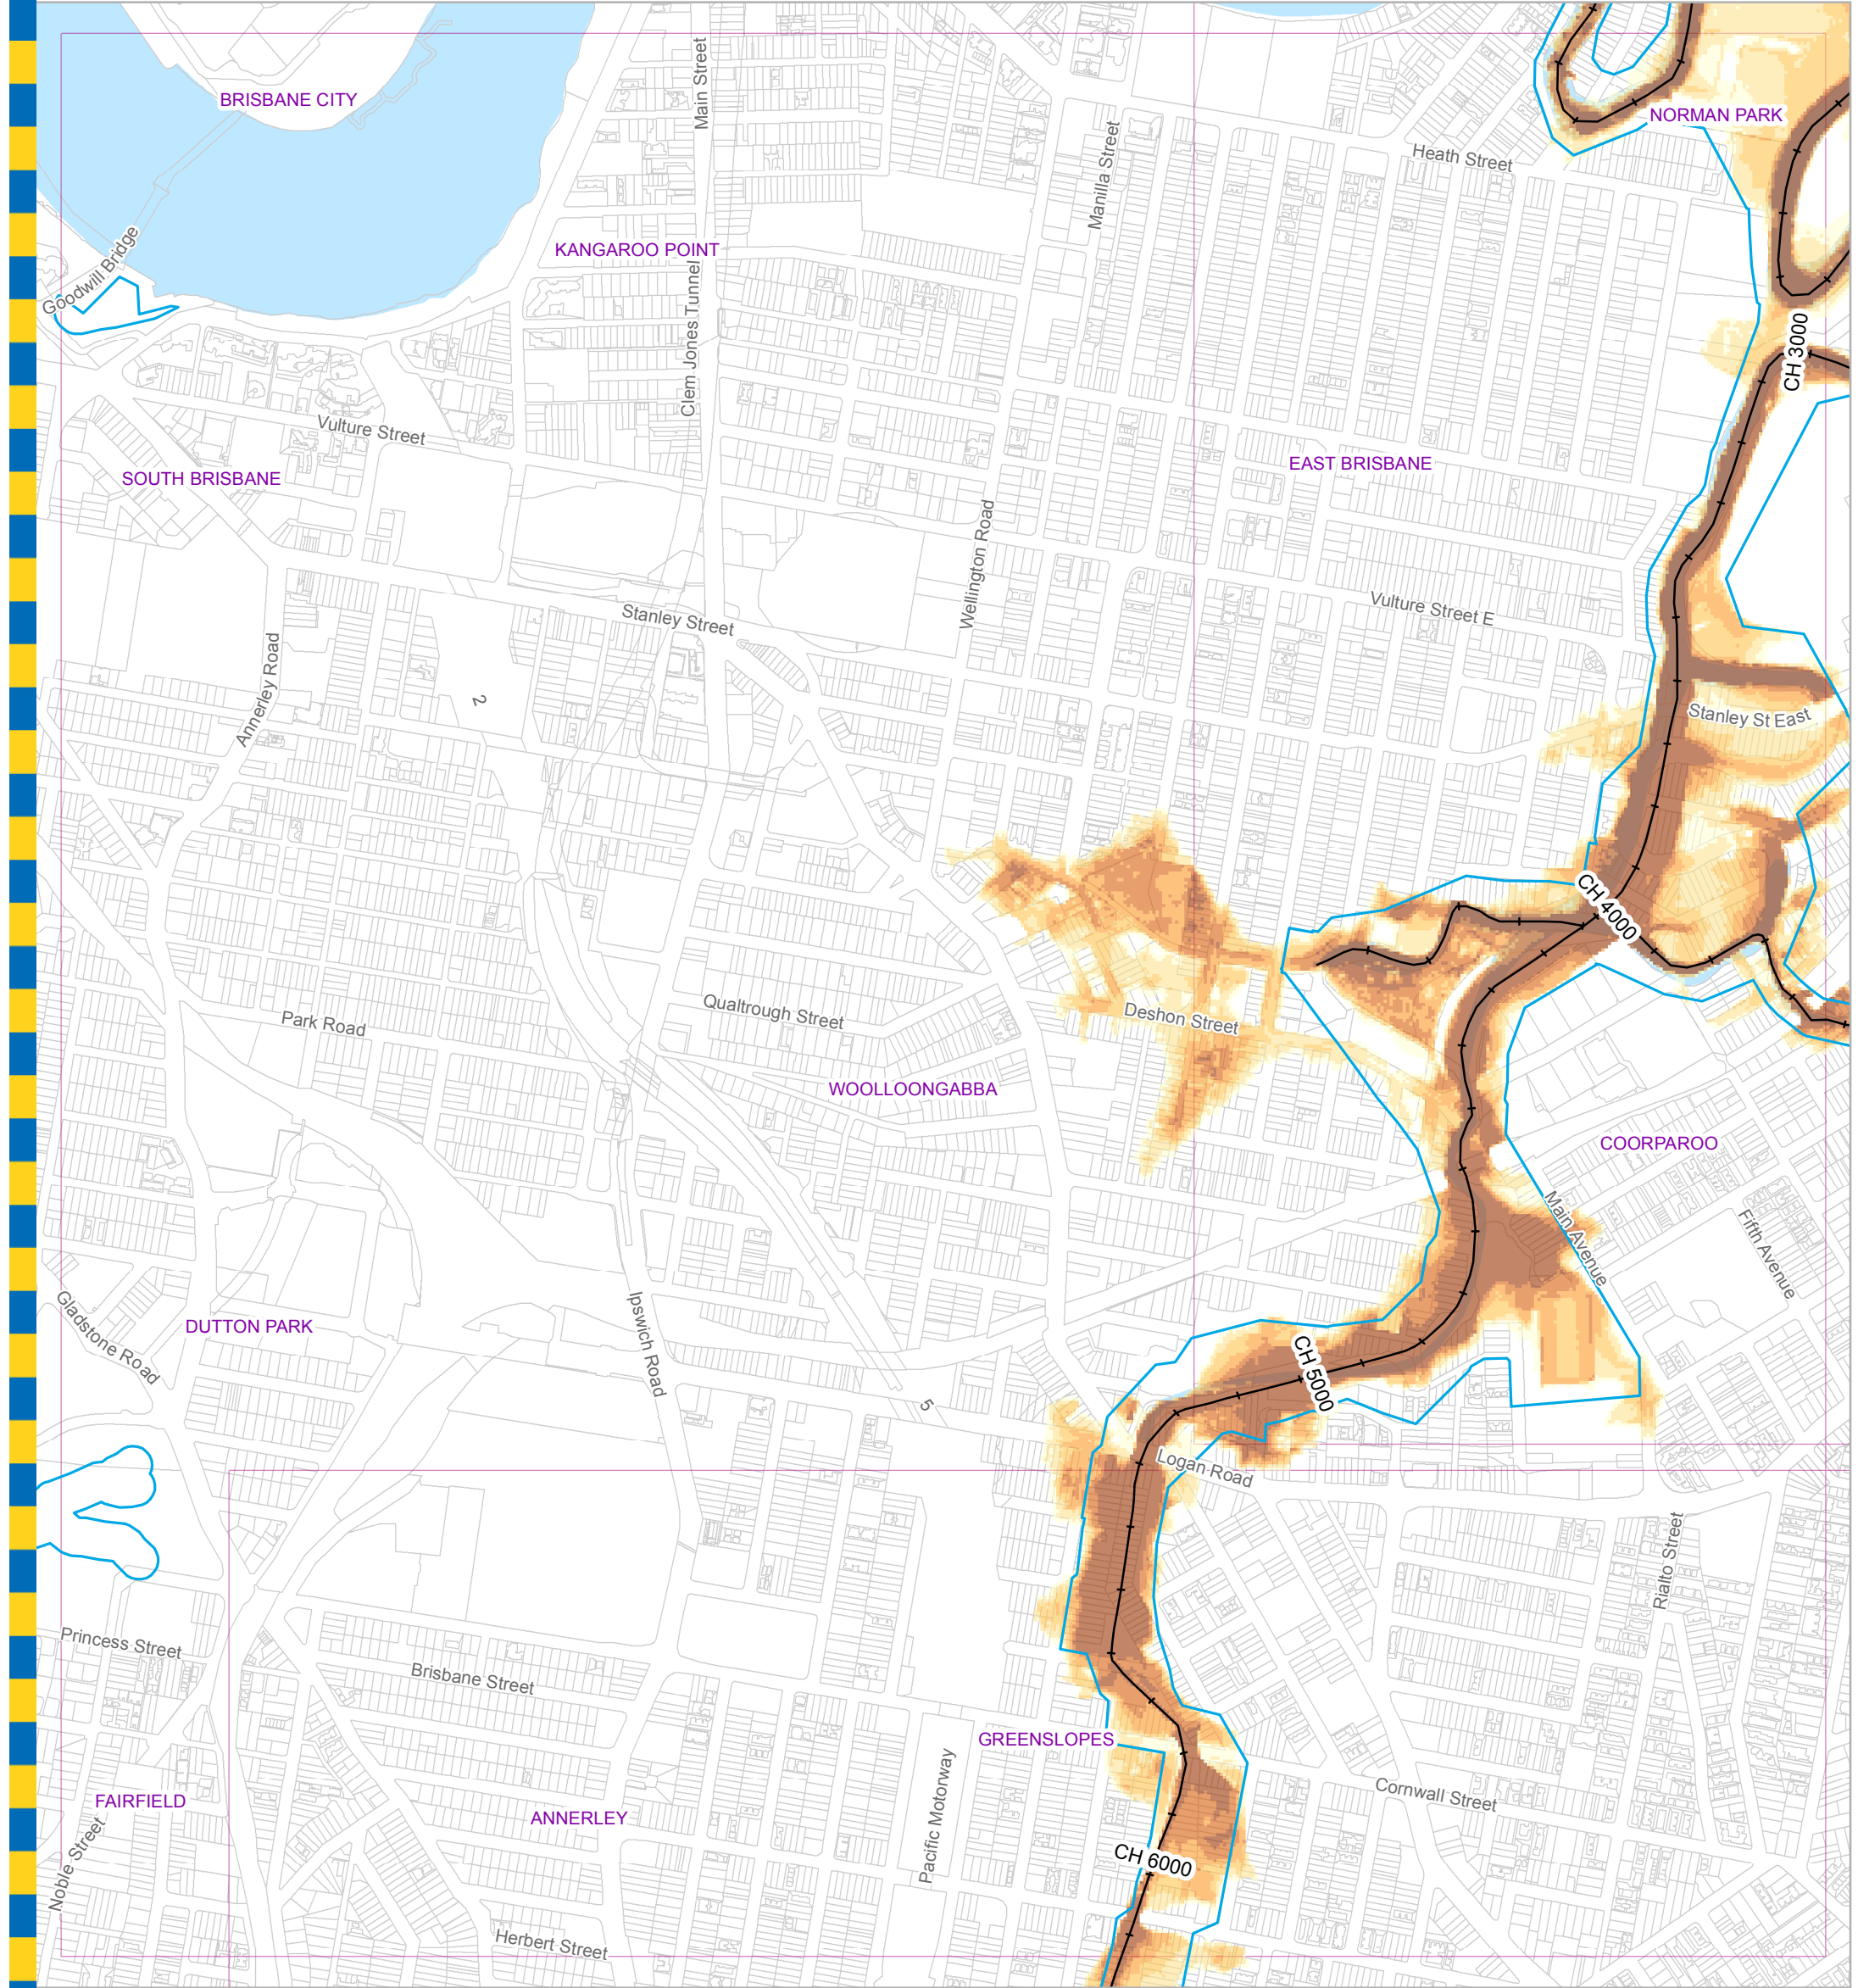 BRISBANE CITY
Main Street
NORMAN PARK
Manilla Street
Heath Street
KANGAROO POINT
Goodwill Bridge
Clem Jones Tunnel
CH 3000
Vulture Street
SOUTH BRISBANE
EAST BRISBANE
Wellington Road
Stanley Street
Vulture Street E
Annerley Road
2
Stanley St East
CH 4000
Qualtrough Street
Deshon Street
Park Road
WOOLLOONGABBA
COORPAROO
Main Avenue
Fifth Avenue
DUTTON PARK
Gladstone Road
Ipswich Road
CH 5000
5
Logan Road
Rialto Street
Princess Street
Brisbane Street
GREENSLOPES
Pacific Motorway
Cornwall Street
FAIRFIELD
ANNERLEY
Noble Street
CH 6000
Herbert Street